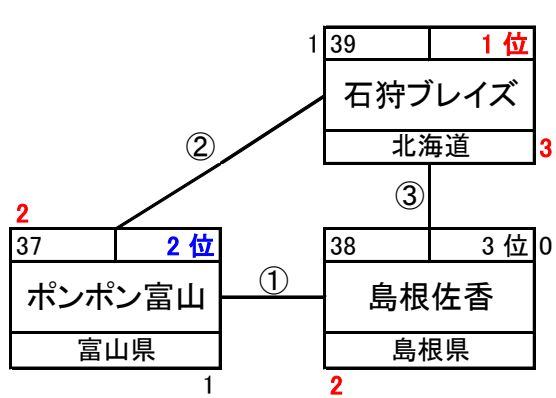 1 39 1 位
石狩ブレイズ
北海道 3
②
③
2
37 2 位
ポンポン富山
富山県
1
①
38 3 位 0
島根佐香
島根県
2